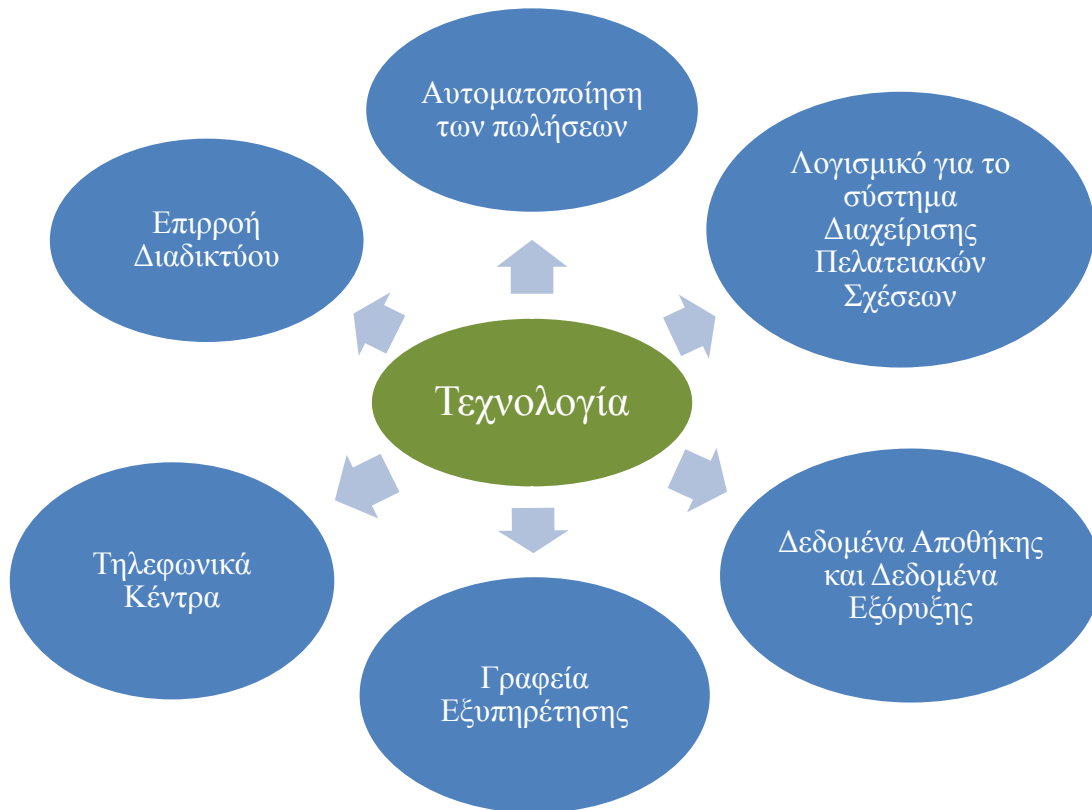 Αυτοματοποίηση
των πωλήσεων
Λογισμικό για το
σύστημα
Διαχείρισης
Πελατειακών
Σχέσεων
Επιρροή
Διαδικτύου
Τεχνολογία
Δεδομένα Αποθήκης
και Δεδομένα
Εξόρυξης
Τηλεφωνικά
Κέντρα
Γραφεία
Εξυπηρέτησης